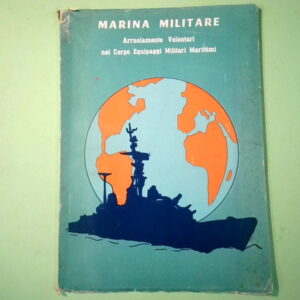 MARINA MILITARE
Arruolamento Volontari
nel Corpo Equipaggi Militari Marittimi